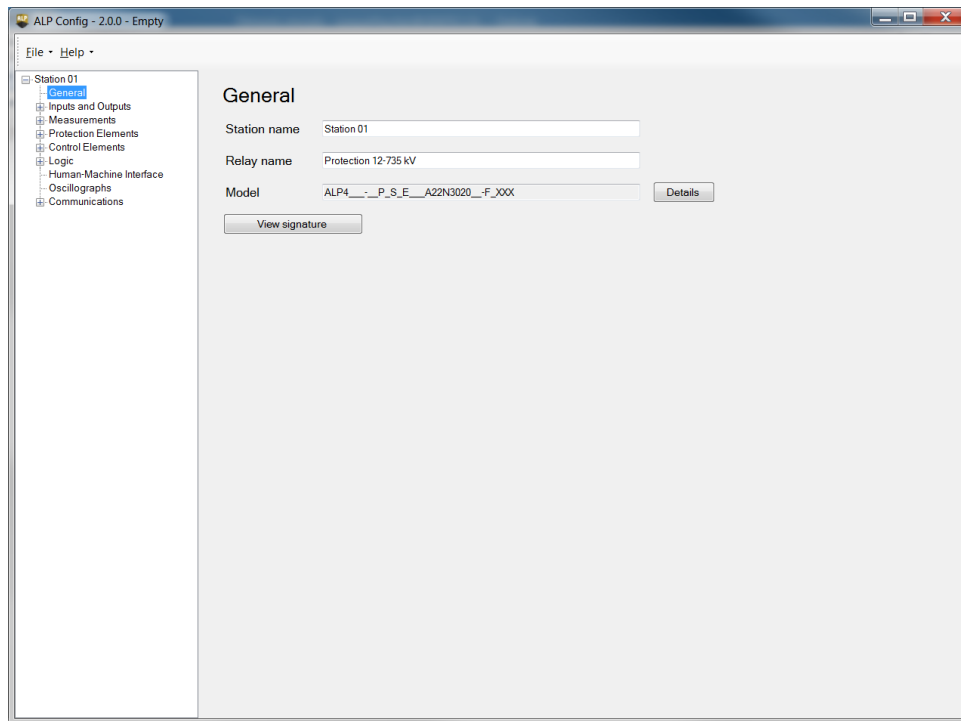 ALP Config - 2.0.0 - Empty
File Help
Station 01
General
Inputs and Outputs
Measurements
Protection Elements
Control Elements
Logic
Human-Machine Interface
Oscillographs
Communications
General
Station name Station 01
Relay name Protection 12-735 kV
Model ALP4___-__P_S_E___A22N3020__-F_XXX Details
View signature